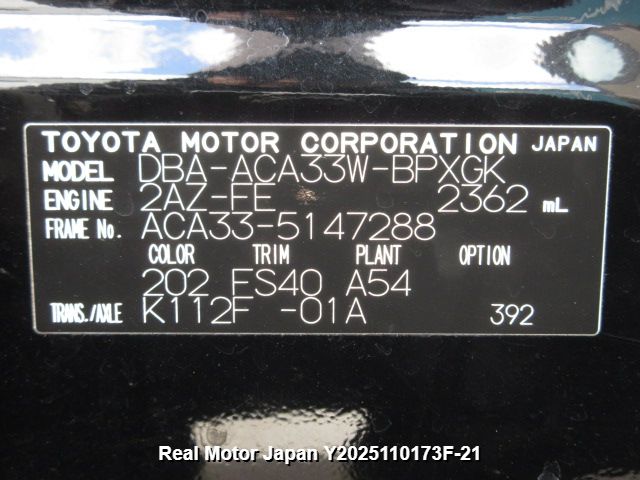 TOYOTA MOTOR CORPORATION JAPAN
MODEL DBA-ACA33W-BPXGK
ENGINE 2AZ-FE 2362 mL
FRAME No. ACA33-5147288
COLOR TRIM PLANT OPTION
202 FS40 A54
TRANS./AXLE K112F -01A 392
Real Motor Japan Y2025110173F-21